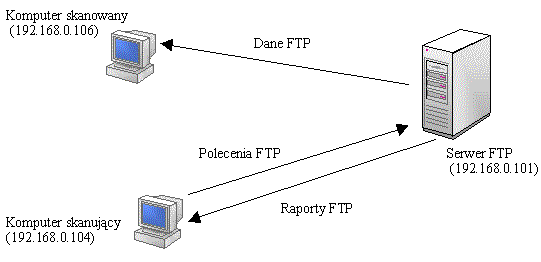 Komputer skanowany
(192.168.0.106)
Dane FTP
Polecenia FTP
Serwer FTP
(192.168.0.101)
Raporty FTP
Komputer skanujący
(192.168.0.104)